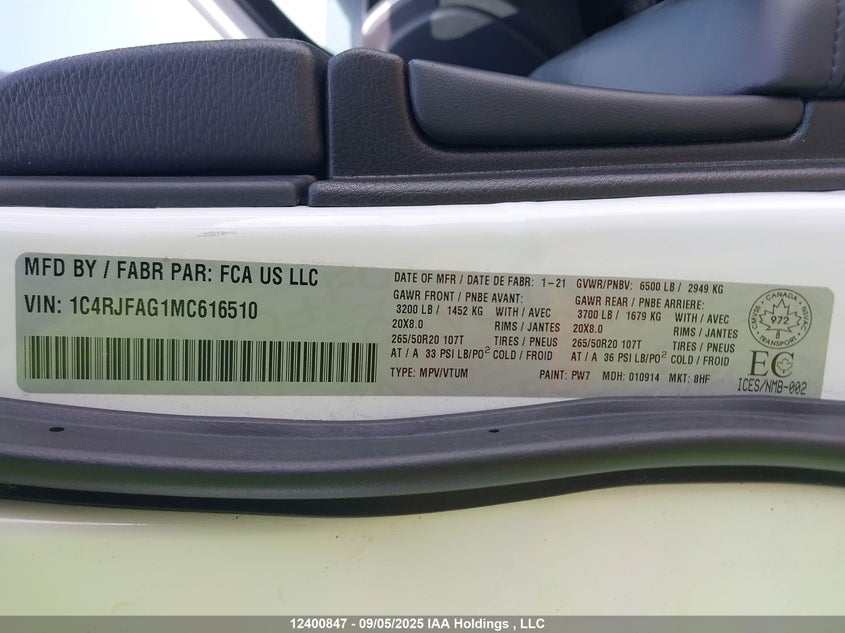 MFD BY / FABR PAR: FCA US LLC
VIN: 1C4RJFAG1MC616510
DATE OF MFR / DATE DE FABR: 1-21
GVWR/PNBV: 6500 LB / 2949 KG
GAWR FRONT / PNBE AVANT:
3200 LB / 1452 KG WITH / AVEC
20X8.0 RIMS / JANTES
265/50R20 107T TIRES / PNEUS
AT / A 33 PSI LB/PO² COLD / FROID
GAWR REAR / PNBE ARRIERE:
3700 LB / 1679 KG WITH / AVEC
20X8.0 RIMS / JANTES
265/50R20 107T TIRES / PNEUS
AT / A 36 PSI LB/PO² COLD / FROID
TYPE: MPV/VTUM
PAINT: PW7 MDH: 010914 MKT: 8HF
CMVSS CANADA NSVAC
972
8
TRANSPORT
EC
ICES/NMB-002
12400847 - 09/05/2025 IAA Holdings , LLC